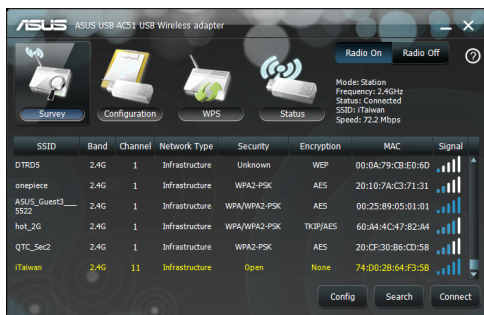 ASUS ASUS USB-AC51 USB Wireless adapter
Radio On Radio Off
Mode: Station
Frequency: 2.4GHz
Status: Connected
SSID: iTaiwan
Speed: 72.2 Mbps
Survey Configuration WPS Status
SSID Band Channel Network Type Security Encryption MAC Signal
DTRD5 2.4G 1 Infrastructure Unknown WEP 00:0A:79:CB:E0:6D
onepiece 2.4G 1 Infrastructure WPA2-PSK AES 20:10:7A:C3:71:31
ASUS_Guest3__
5522 2.4G 1 Infrastructure WPA/WPA2-PSK AES 00:25:89:05:01:01
hot_2G 2.4G 1 Infrastructure WPA/WPA2-PSK TKIP/AES 60:A4:4C:47:82:A4
QTC_Sec2 2.4G 1 Infrastructure WPA2-PSK AES 20:CF:30:B6:CD:58
iTaiwan 2.4G 11 Infrastructure Open None 74:D0:2B:64:F3:5B
Config Search Connect